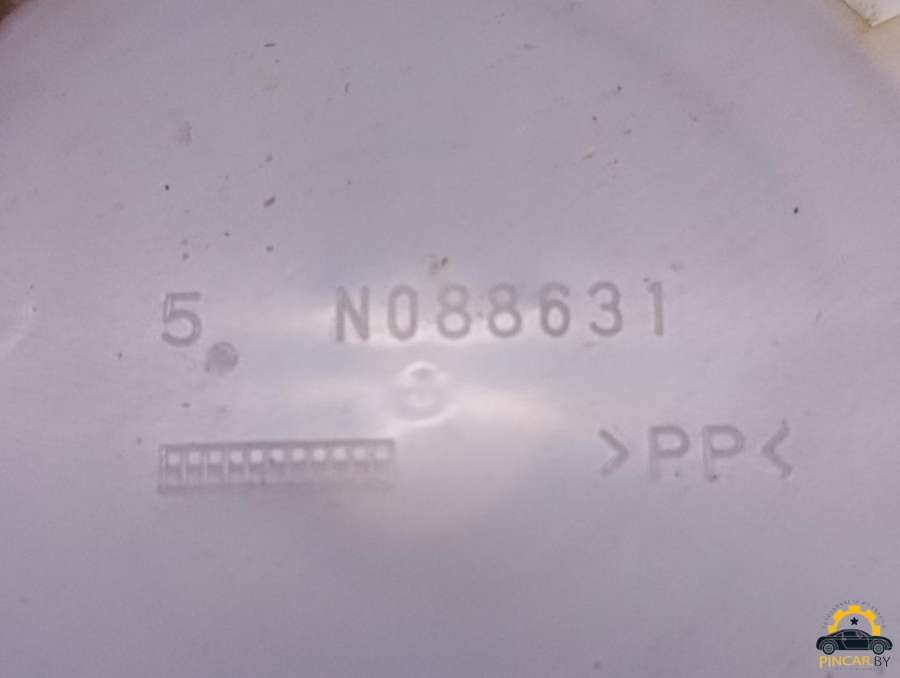 5. N088631
>PP<
PINCAR.BY